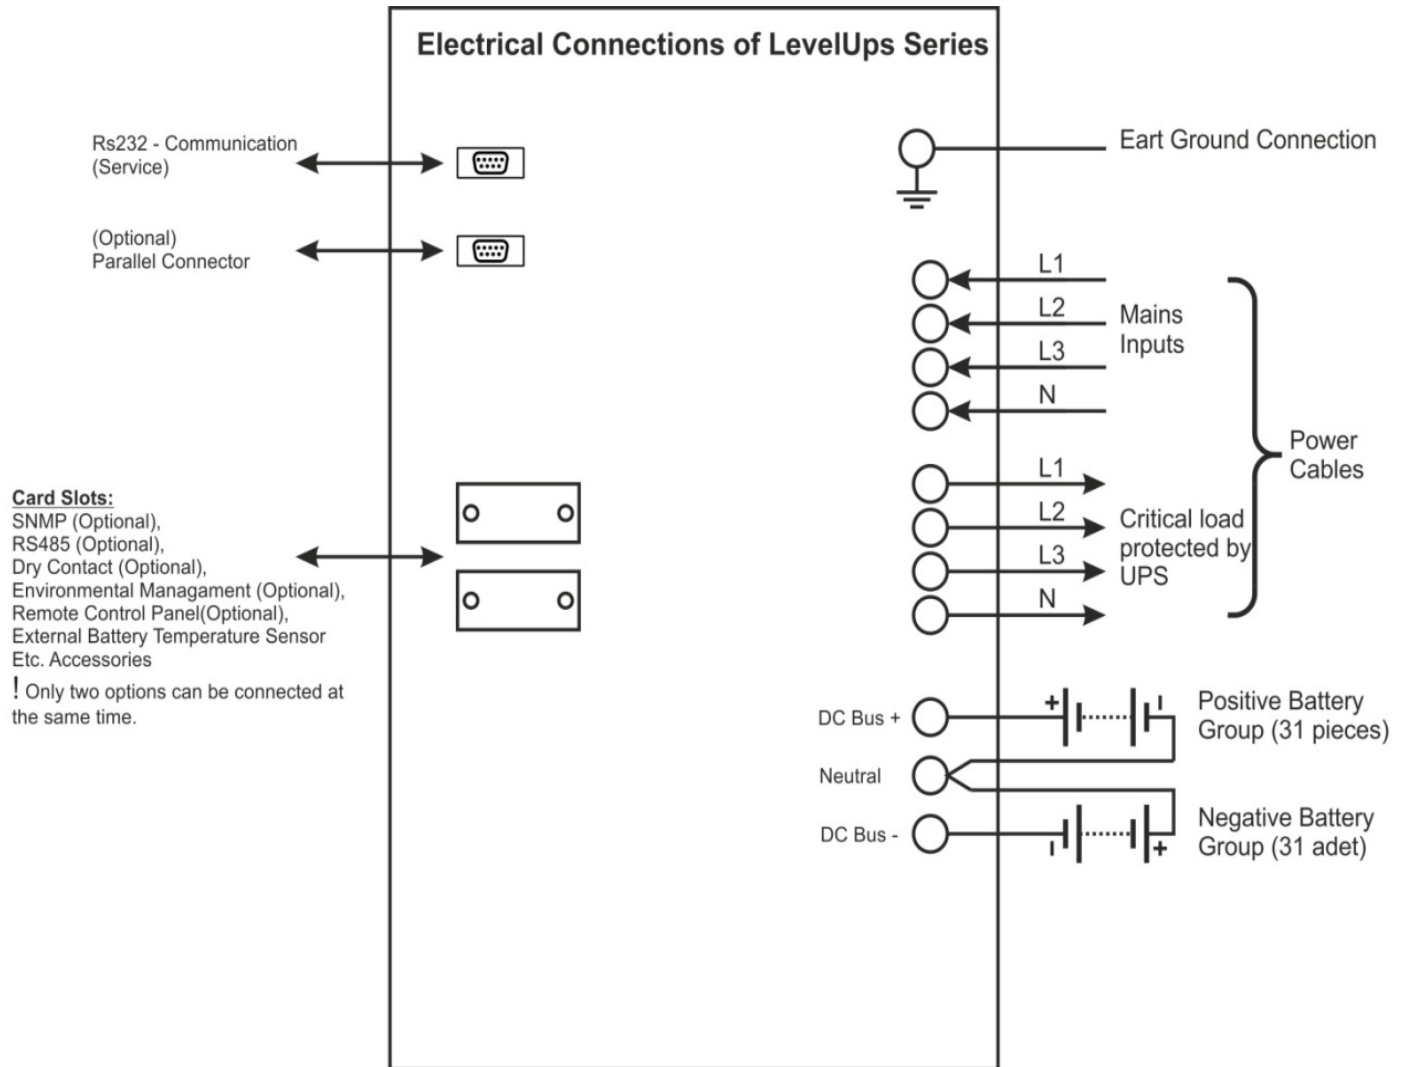 Electrical Connections of LevelUps Series
Rs232 - Communication
(Service)
(Optional)
Parallel Connector
Card Slots:
SNMP (Optional),
RS485 (Optional),
Dry Contact (Optional),
Environmental Managament (Optional),
Remote Control Panel(Optional),
External Battery Temperature Sensor
Etc. Accessories
! Only two options can be connected at
the same time.
Eart Ground Connection
L1
L2
L3
N
Mains
Inputs
L1
L2
L3
N
Critical load
protected by
UPS
Power
Cables
DC Bus +
Neutral
DC Bus -
+
Positive Battery
Group (31 pieces)
+
Negative Battery
Group (31 adet)